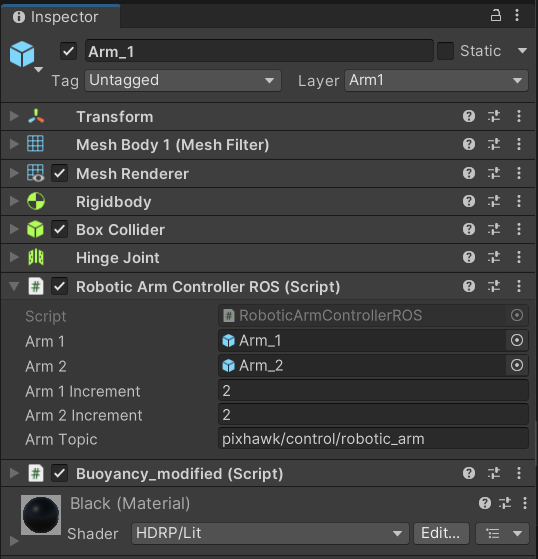 Inspector
Arm_1 Static
Tag Untagged Layer Arm1
Transform
Mesh Body 1 (Mesh Filter)
Mesh Renderer
Rigidbody
Box Collider
Hinge Joint
# Robotic Arm Controller ROS (Script)
Script # RoboticArmControllerROS
Arm 1 Arm_1
Arm 2 Arm_2
Arm 1 Increment 2
Arm 2 Increment 2
Arm Topic pixhawk/control/robotic_arm
# Buoyancy_modified (Script)
Black (Material)
Shader HDRP/Lit Edit...